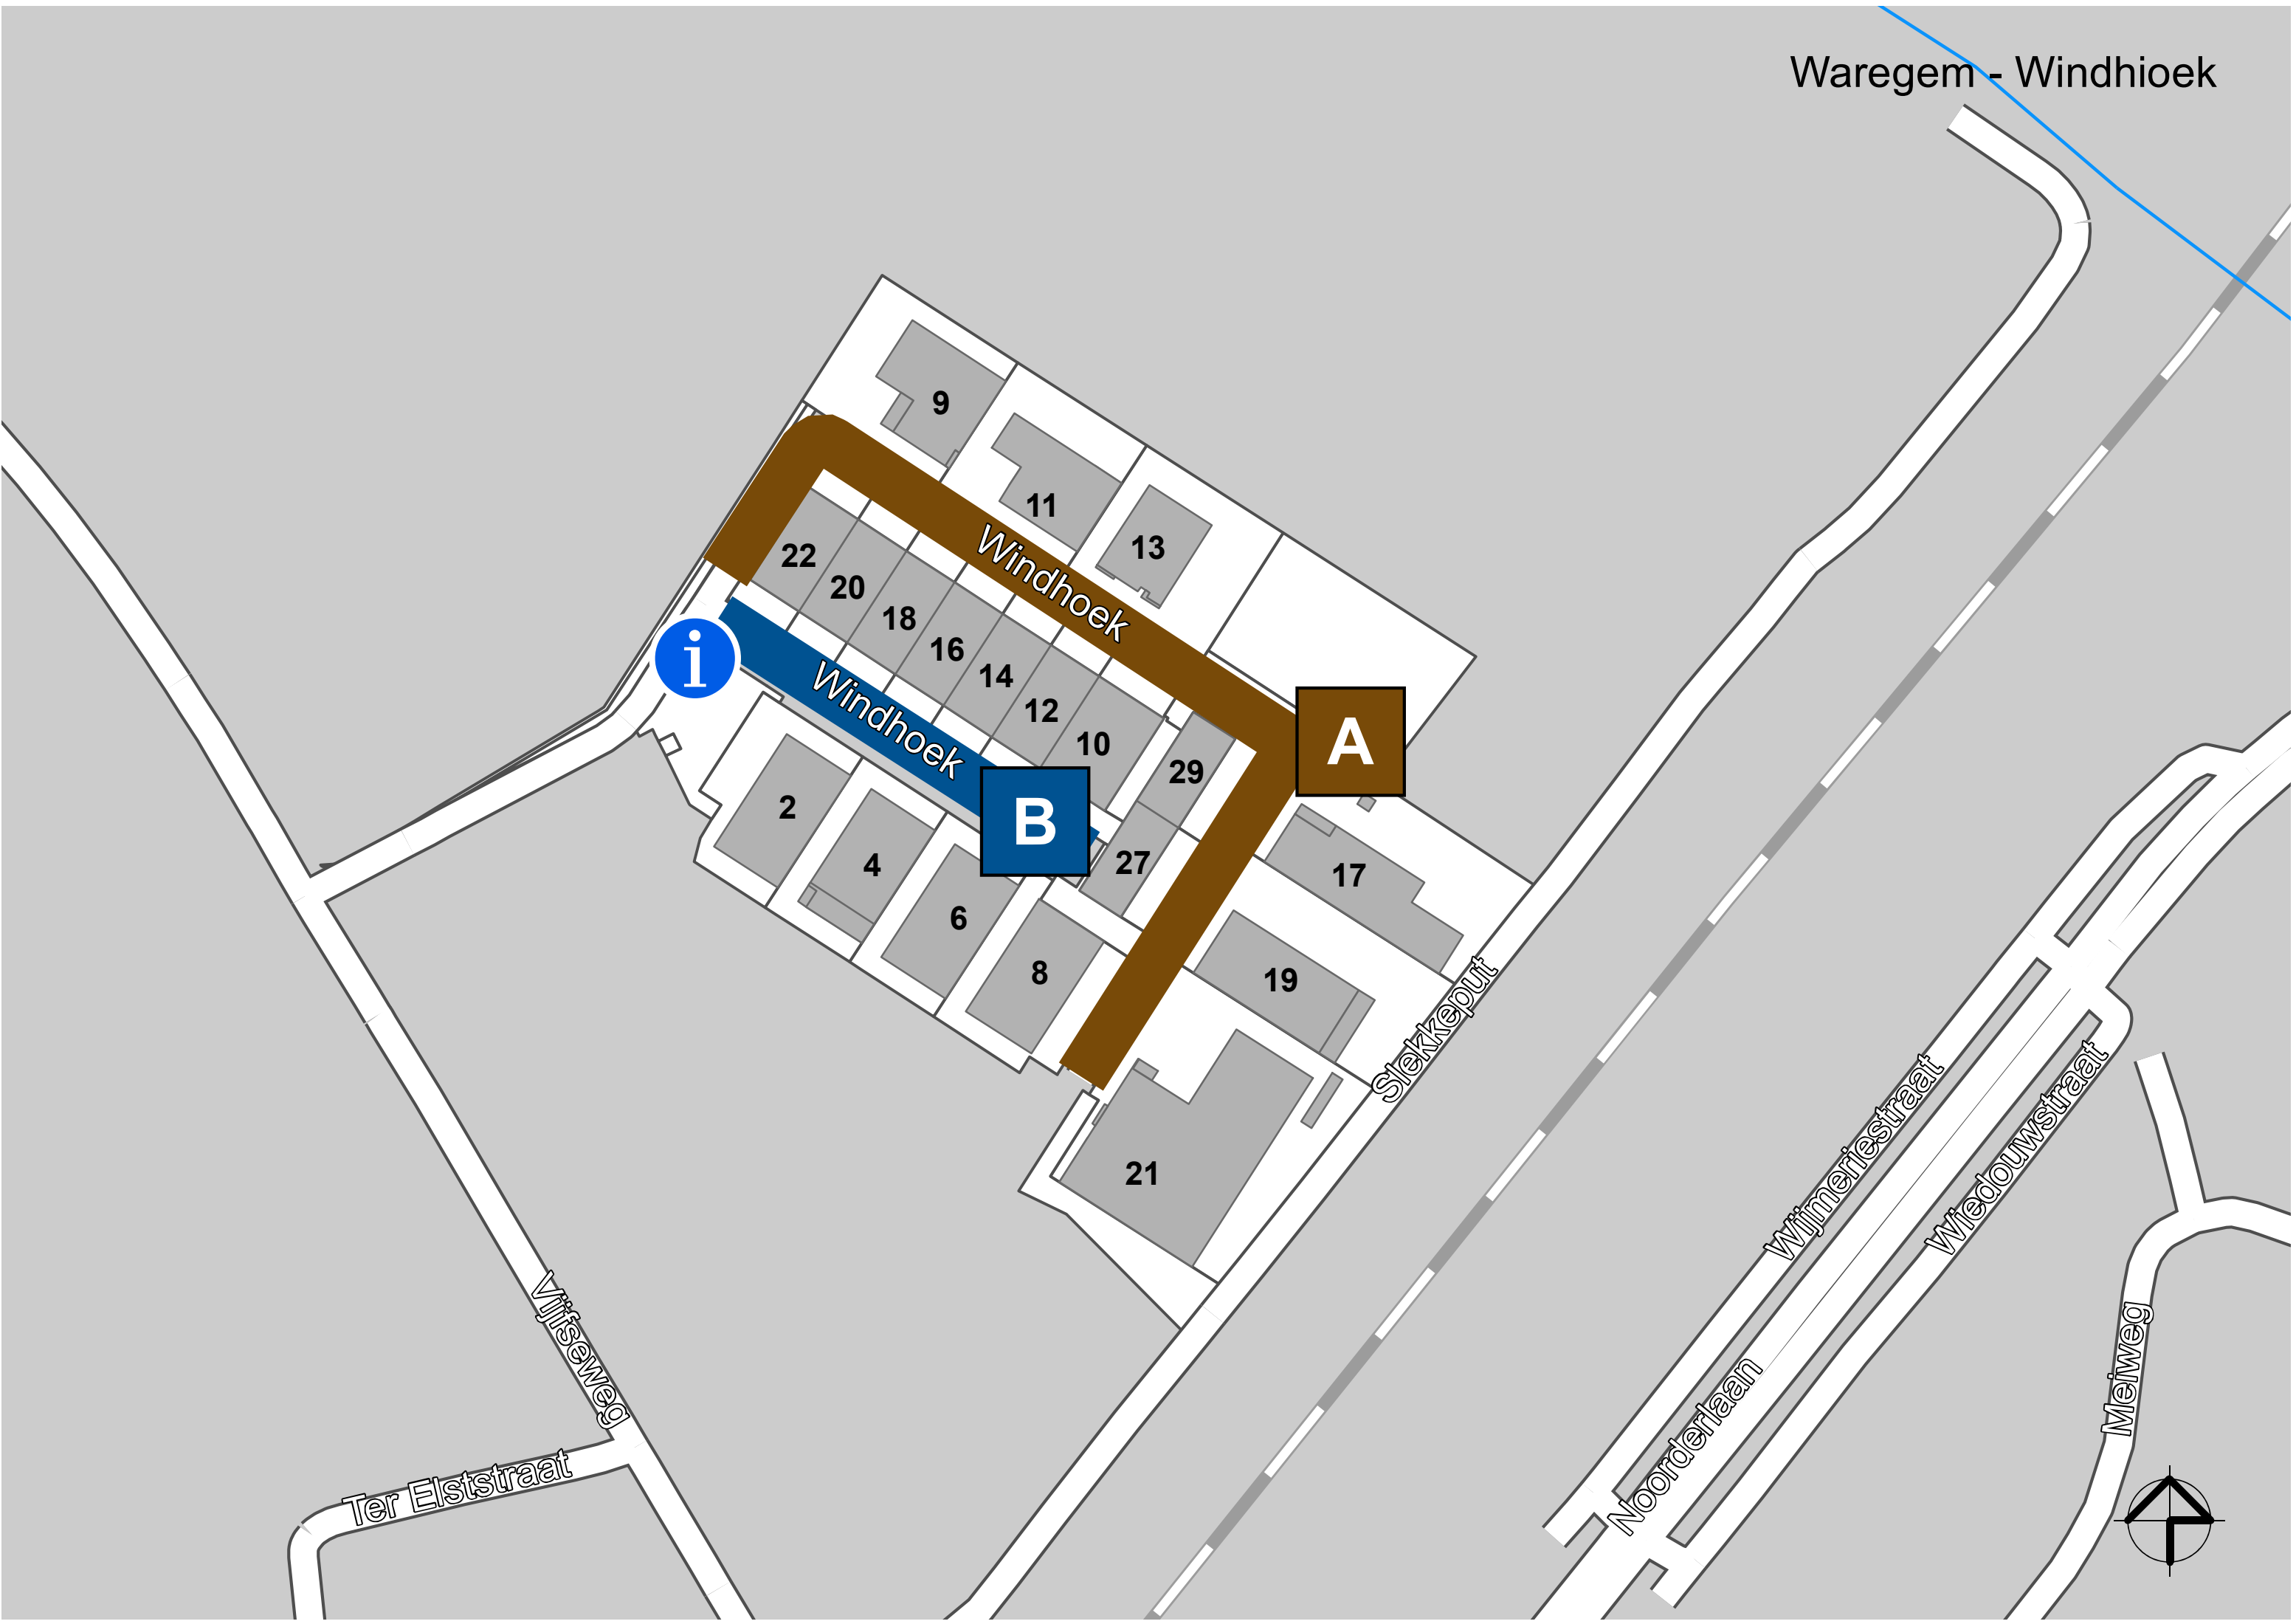 Waregem - Windhioek
9
11
13
Windhoek
22
20
18
16
14
12
10
29
27
i
Windhoek
A
B
2
4
6
8
17
19
21
Slekkeput
Wijmeriestraat
Wiedouwstraat
Noorderlaan
Meiweg
Vijfseweg
Ter Elststraat